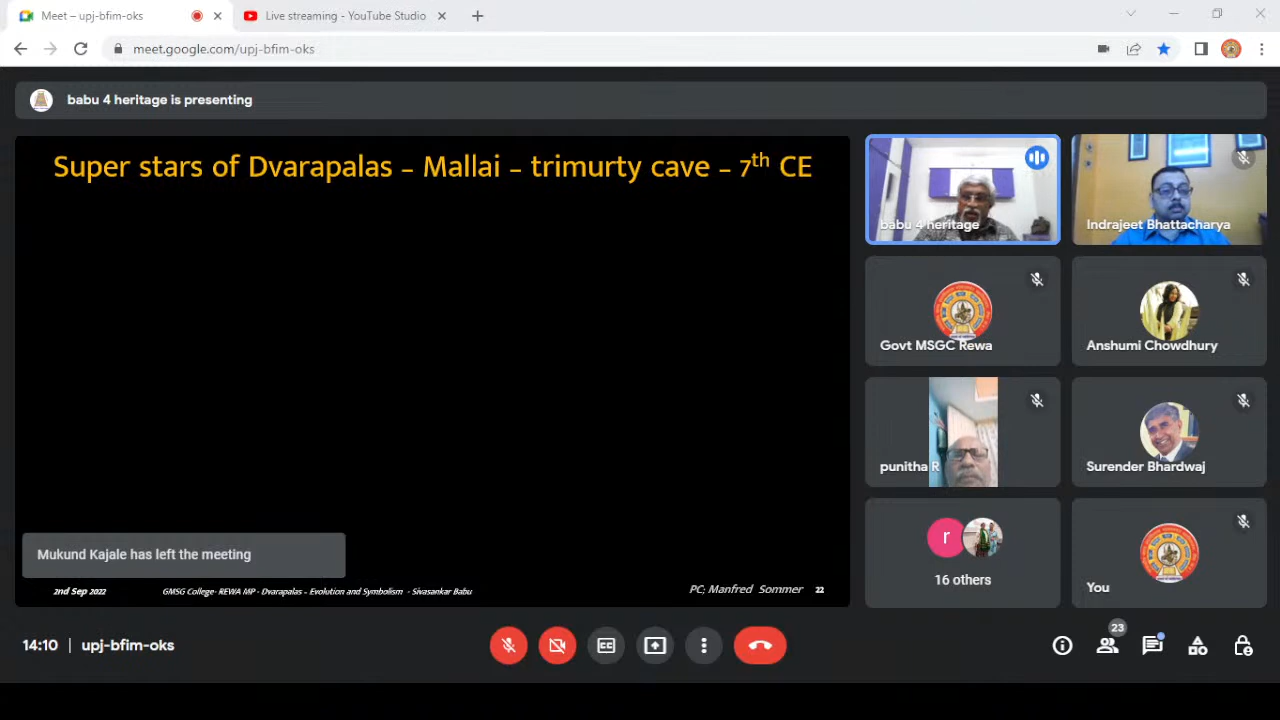 Meet – upj-bfim-oks
Live streaming - YouTube Studio
meet.google.com/upj-bfim-oks
babu 4 heritage is presenting
Super stars of Dvarapalas – Mallai – trimurty cave – 7th CE
babu 4 heritage
Indrajeet Bhattacharya
Govt MSGC Rewa
Anshumi Chowdhury
punitha R
Surender Bhardwaj
r
16 others
You
Mukund Kajale has left the meeting
2nd Sep 2022
GMSG College- REWA MP - Dvarapalas – Evolution and Symbolism - Sivasankar Babu
PC; Manfred Sommer
22
14:10 | upj-bfim-oks
CC
23